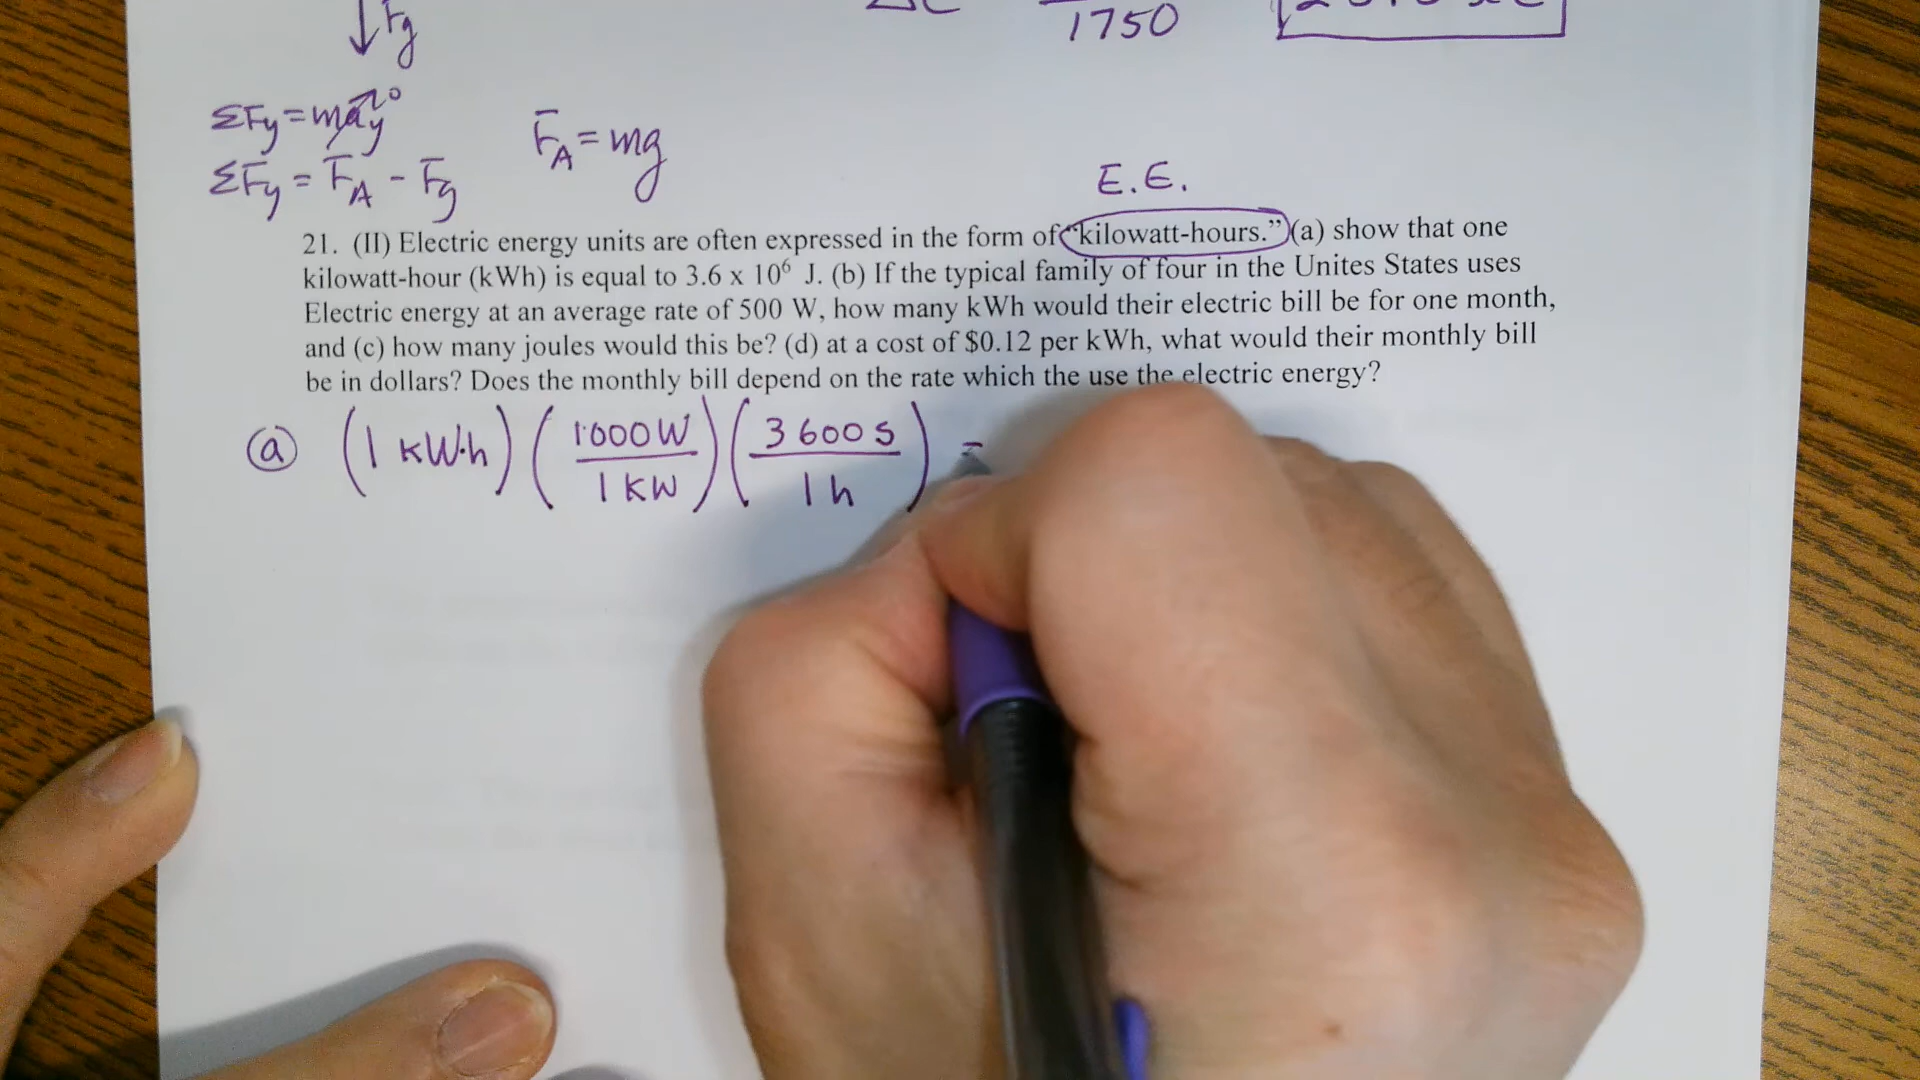 Fg
1750
ΣFy = may→0
ΣFy = FA - Fg
FA = mg
E.E.
21. (II) Electric energy units are often expressed in the form of “kilowatt-hours.” (a) show that one
kilowatt-hour (kWh) is equal to 3.6 x 10⁶ J. (b) If the typical family of four in the Unites States uses
Electric energy at an average rate of 500 W, how many kWh would their electric bill be for one month,
and (c) how many joules would this be? (d) at a cost of $0.12 per kWh, what would their monthly bill
be in dollars? Does the monthly bill depend on the rate which the use the electric energy?
(a) (1 kW·h) (1000W / 1 kW) (3600 s / 1 h) =